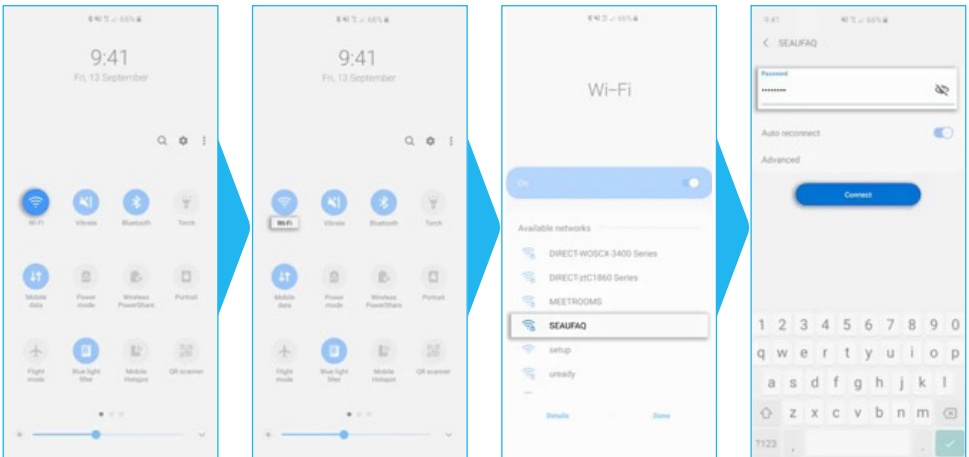 66%
9:41
Fri, 13 September
Wi-Fi
Vibrate
Bluetooth
Torch
Mobile data
Power mode
Wireless PowerShare
Portrait
Flight mode
Blue light filter
Mobile Hotspot
QR scanner
66%
9:41
Fri, 13 September
Wi-Fi
Vibrate
Bluetooth
Torch
Mobile data
Power mode
Wireless PowerShare
Portrait
Flight mode
Blue light filter
Mobile Hotspot
QR scanner
66%
Wi-Fi
On
Available networks
DIRECT-WOSCX-3400 Series
DIRECT-ztC1860 Series
MEETROOMS
SEAUFAQ
setup
uready
Details
Done
9:41
66%
SEAUFAQ
Password
Auto reconnect
Advanced
Connect
1 2 3 4 5 6 7 8 9 0
q w e r t y u i o p
a s d f g h j k l
z x c v b n m
?123 , .